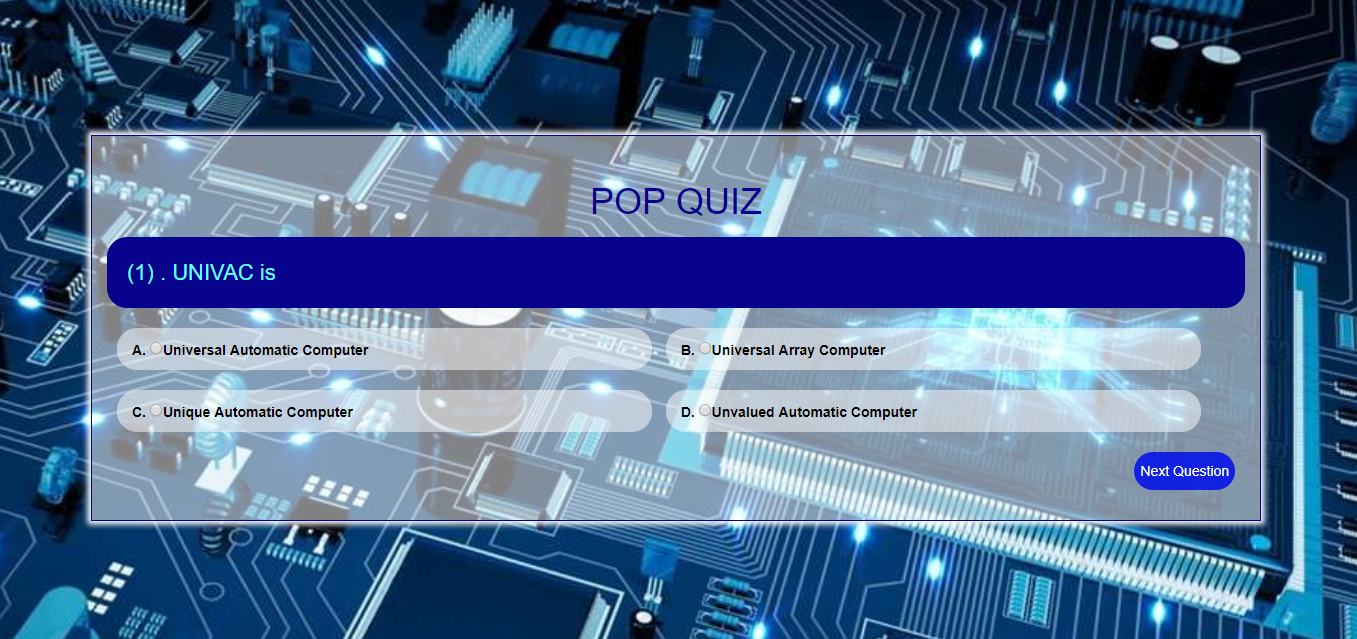 POP QUIZ
(1) . UNIVAC is
A. Universal Automatic Computer
B. Universal Array Computer
C. Unique Automatic Computer
D. Unvalued Automatic Computer
Next Question